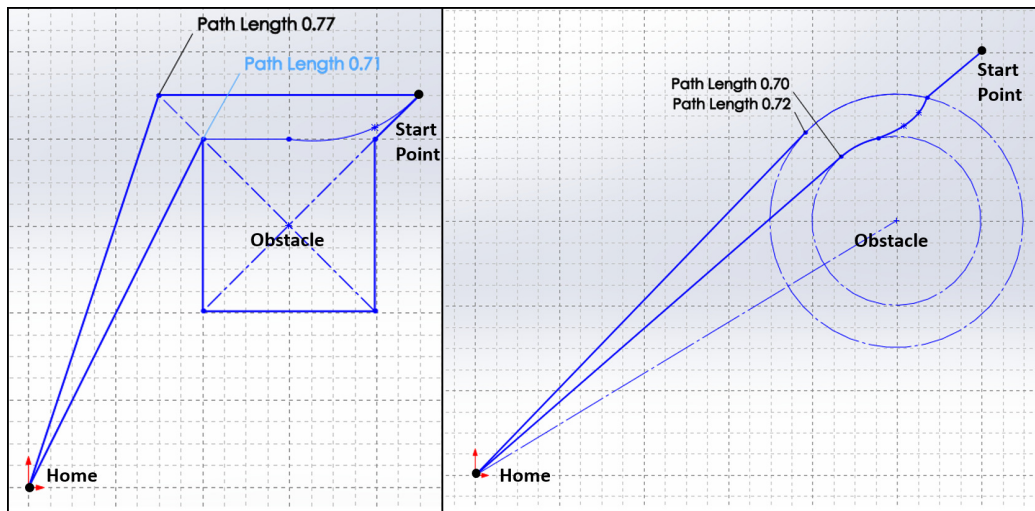 Path Length 0.77
Path Length 0.71
Start
Point
Obstacle
Home
Path Length 0.70
Path Length 0.72
Start
Point
Obstacle
Home